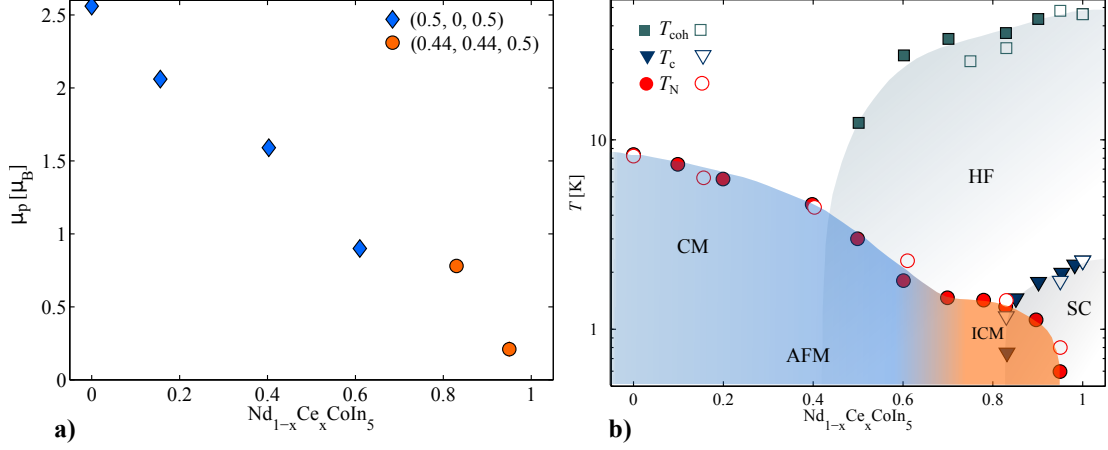 2.5
2
1.5
1
0.5
0
μp [μB]
(0.5, 0, 0.5)
(0.44, 0.44, 0.5)
0 0.2 0.4 0.6 0.8 1
Nd1−xCexCoIn5
a)
T [K]
10
1
Tcoh
Tc
TN
HF
CM
SC
ICM
AFM
0 0.2 0.4 0.6 0.8 1
Nd1−xCexCoIn5
b)